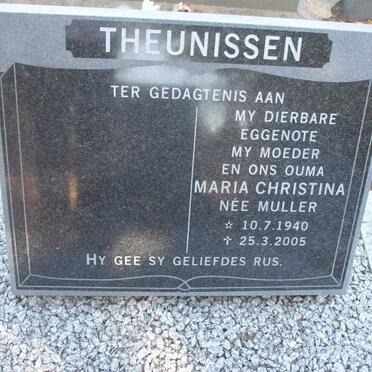 THEUNISSEN
TER GEDAGTENIS AAN
MY DIERBARE
EGGENOTE
MY MOEDER
EN ONS OUMA
MARIA CHRISTINA
NÉE MULLER
☆ 10.7.1940
✝ 25.3.2005
HY GEE SY GELIEFDES RUS.